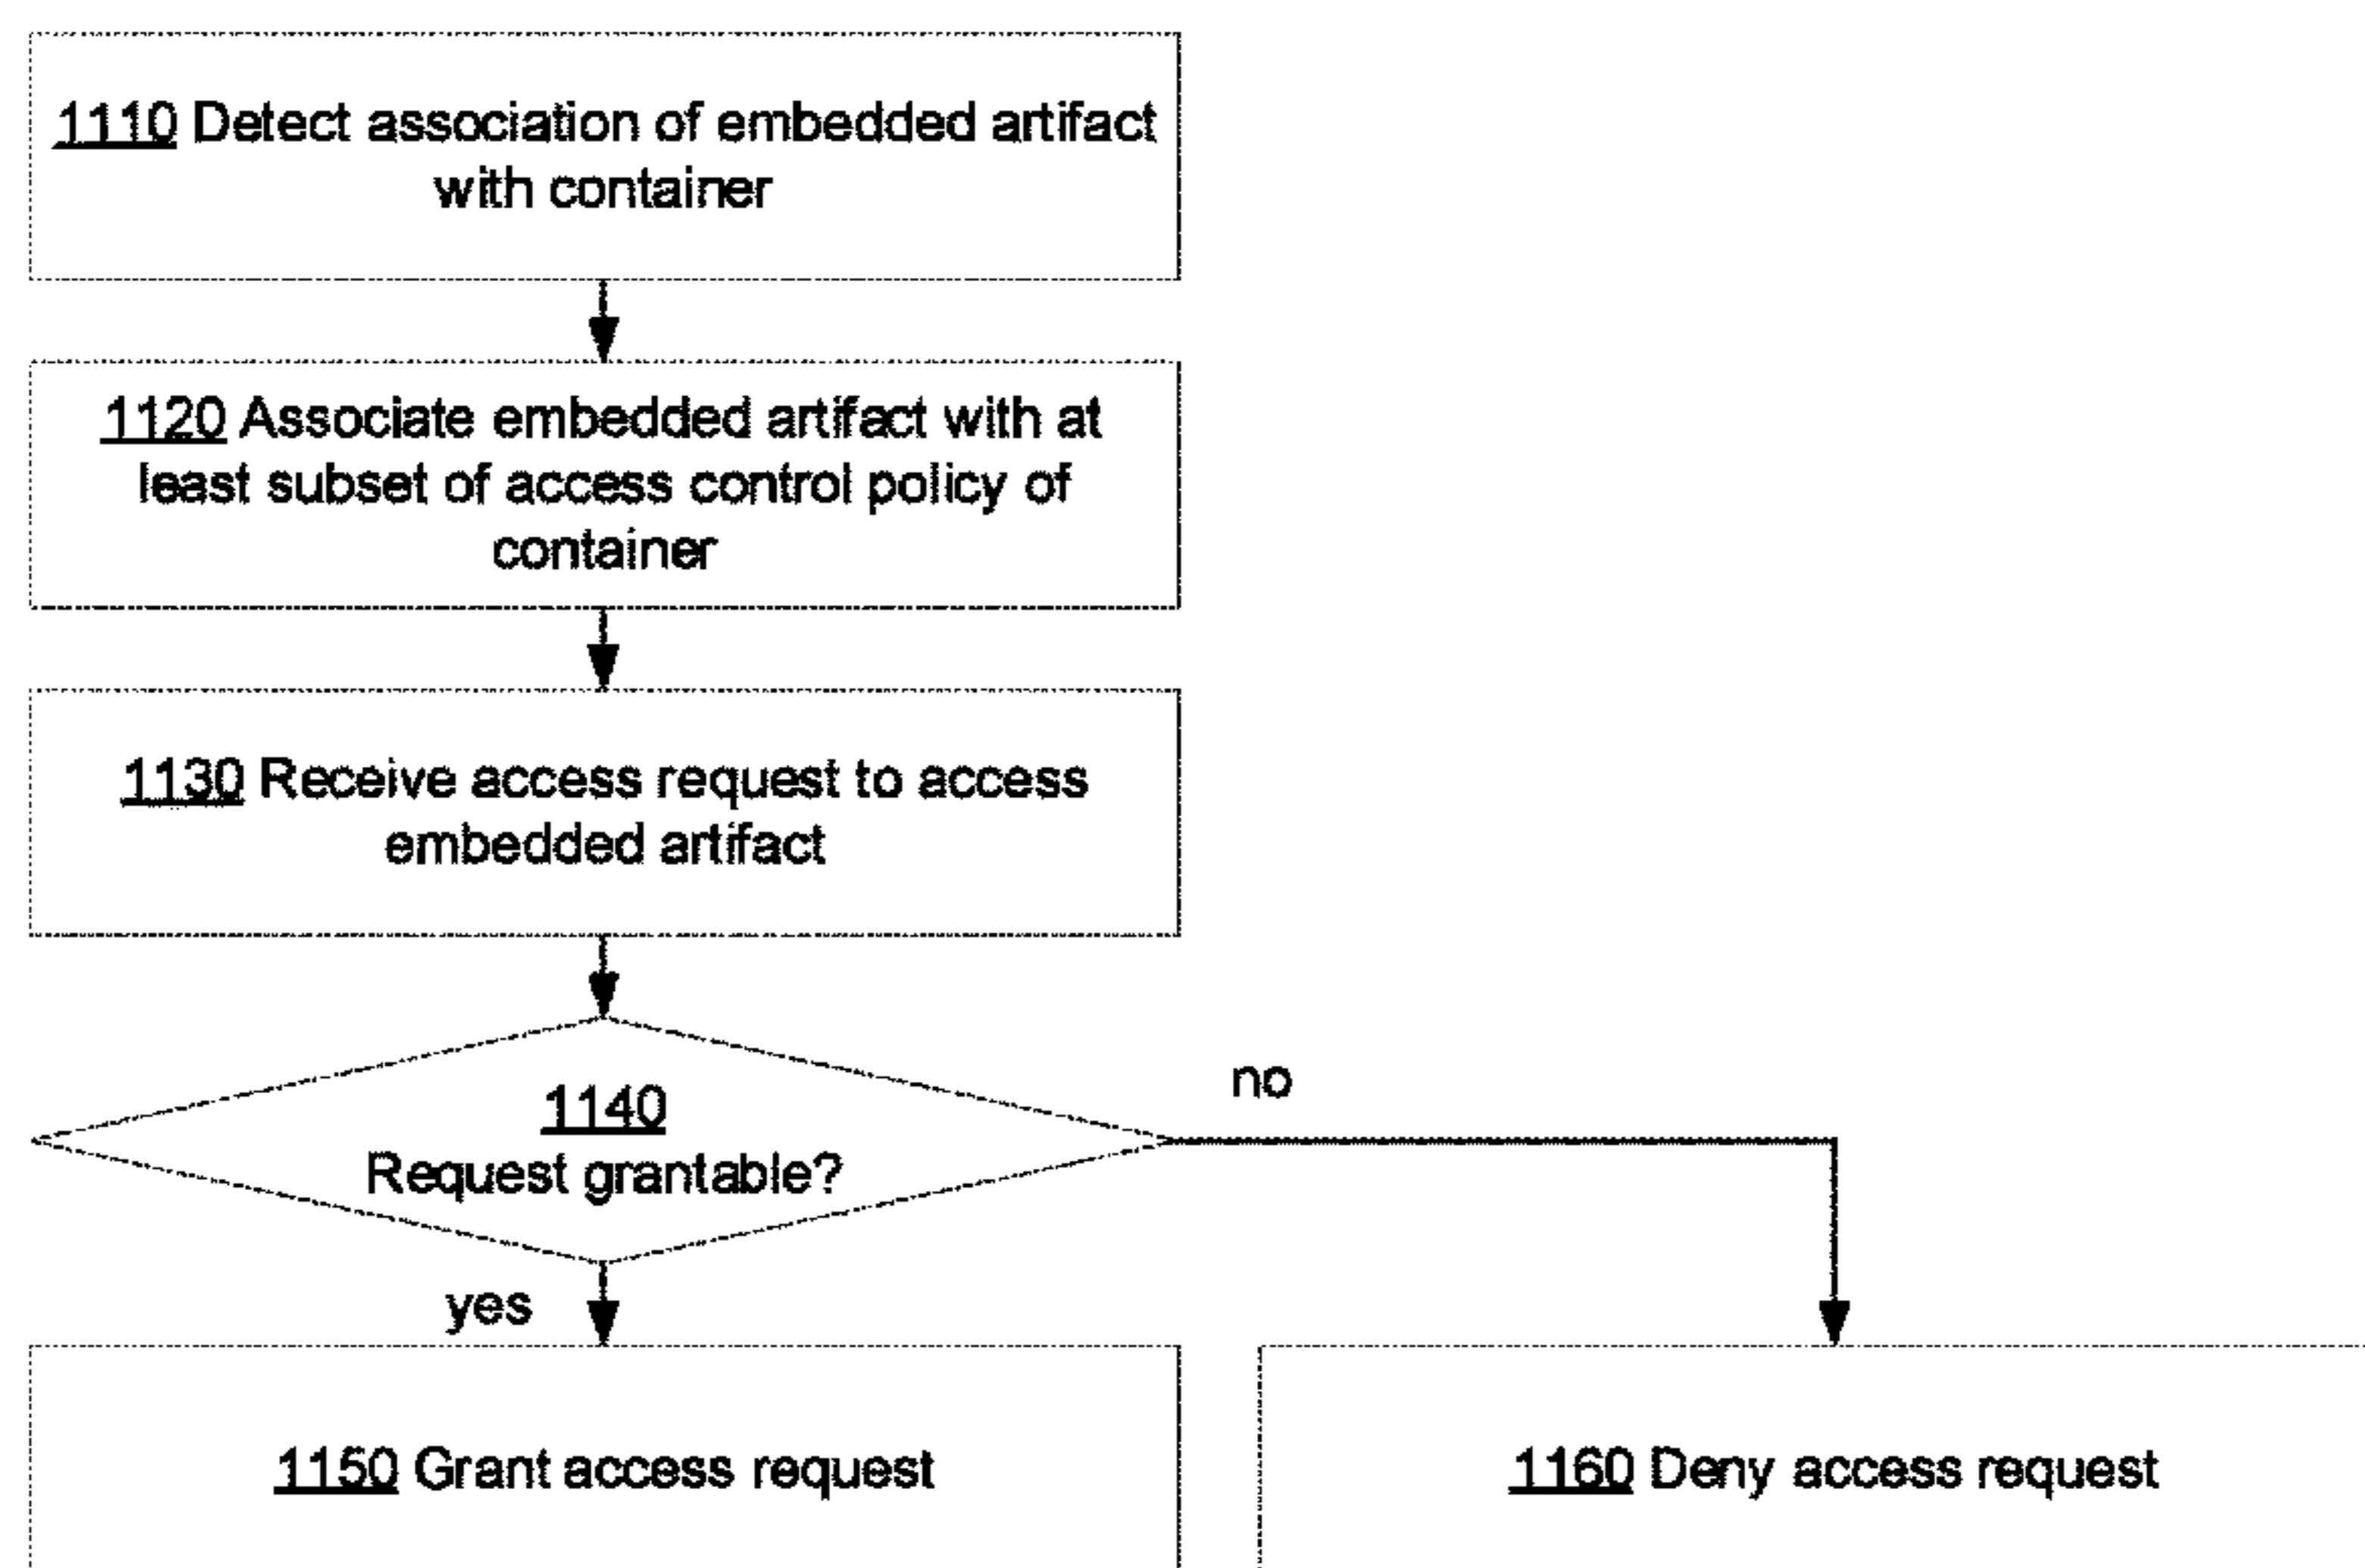 1110 Detect association of embedded artifact
with container
1120 Associate embedded artifact with at
least subset of access control policy of
container
1130 Receive access request to access
embedded artifact
1140
Request grantable?
no
yes
1150 Grant access request
1160 Deny access request